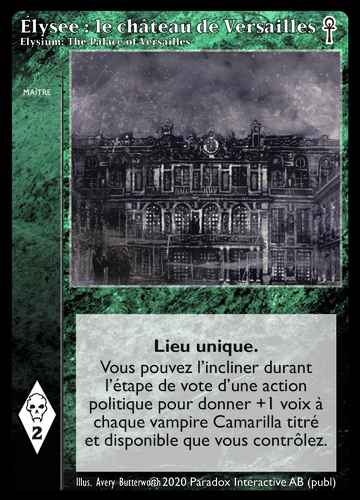 Élysée : le château de Versailles
Elysium: The Palace of Versailles
MAÎTRE
Lieu unique.
Vous pouvez l’incliner durant
l’étape de vote d’une action
politique pour donner +1 voix à
chaque vampire Camarilla titré
et disponible que vous contrôlez.
2
Illus. Avery Butterworth 2020 Paradox Interactive AB (publ)